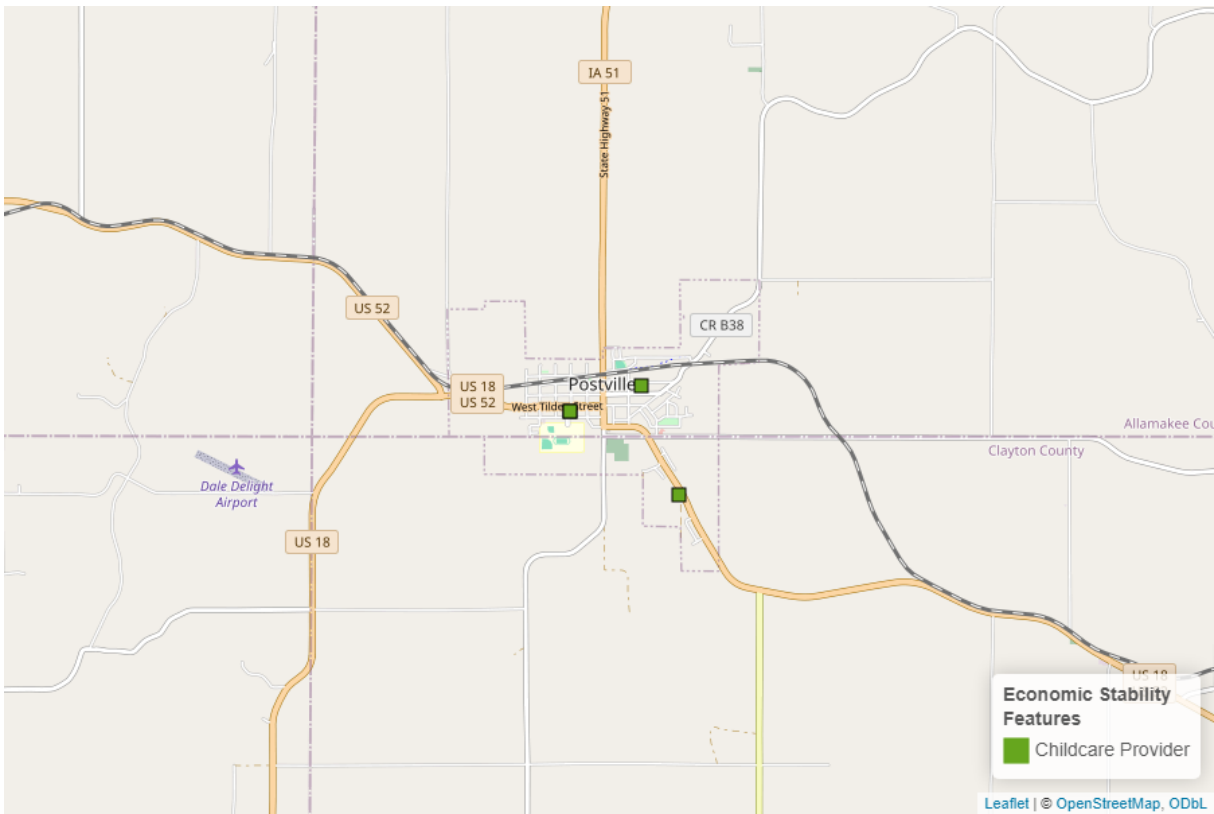 IA 51
State Highway 51
US 52
CR B38
US 18
US 52
Postville
West Tilden Street
Allamakee Cou
Clayton County
Dale Delight
Airport
US 18
US 18
Economic Stability
Features
Childcare Provider
Leaflet | © OpenStreetMap, ODbL